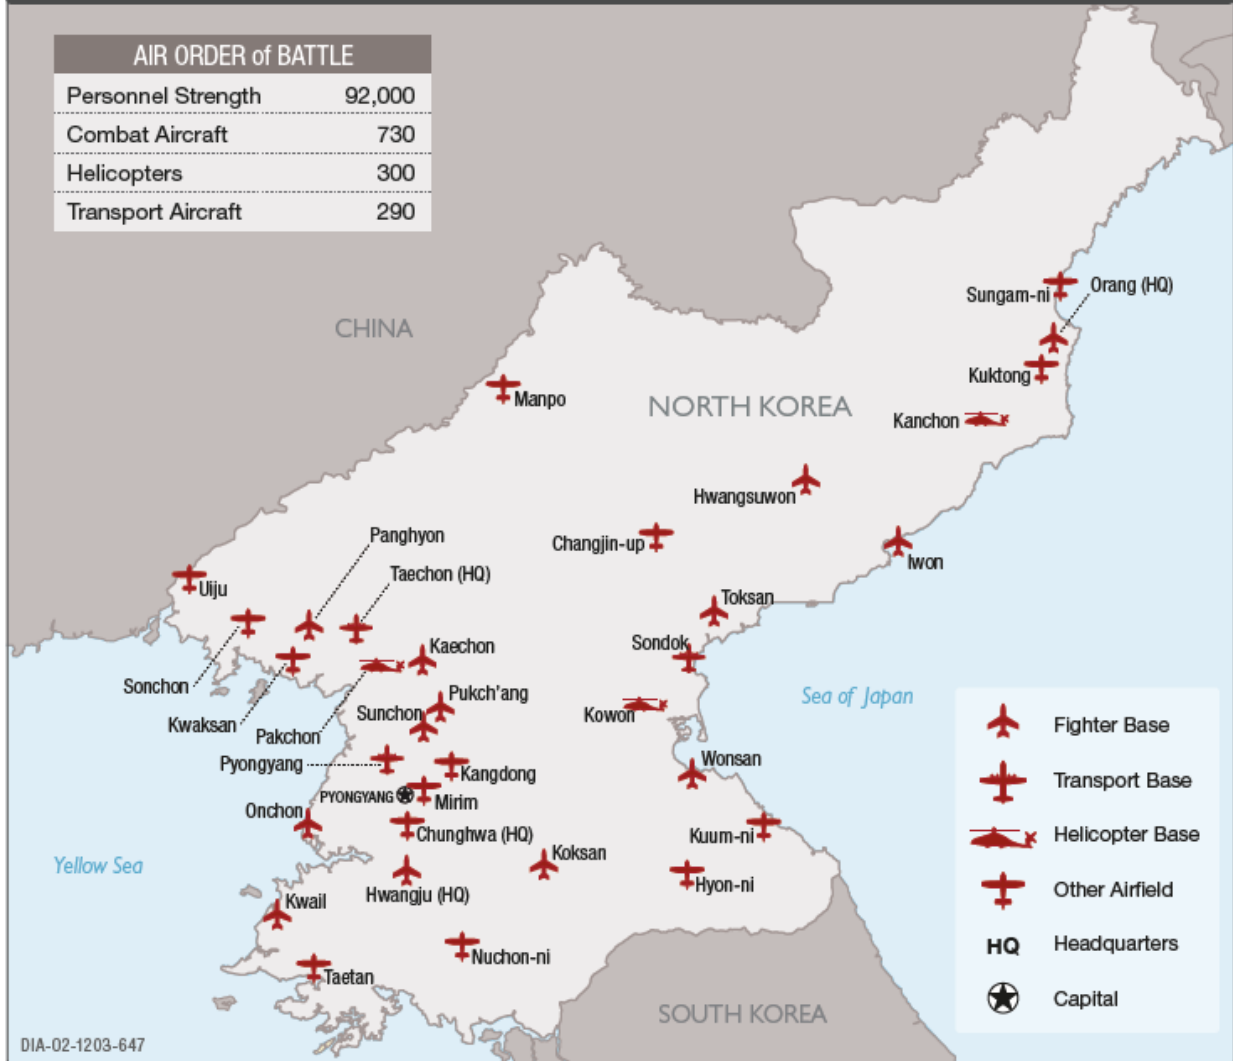 AIR ORDER of BATTLE
Personnel Strength 92,000
Combat Aircraft 730
Helicopters 300
Transport Aircraft 290
Sungam-ni
Orang (HQ)
CHINA
Kuktong
Manpo
NORTH KOREA
Kanchon
Hwangsuwon
Panghyon
Changjin-up
Iwon
Taechon (HQ)
Uiju
Toksan
Kaechon
Sondok
Sonchon
Pukch'ang
Sea of Japan
Sunchon
Kowon
Kwaksan
Pakchon
Fighter Base
Pyongyang
Wonsan
Kangdong
Transport Base
PYONGYANG
Mirim
Onchon
Chunghwa (HQ)
Kuum-ni
Helicopter Base
Koksan
Yellow Sea
Hyon-ni
Other Airfield
Hwangju (HQ)
Kwail
HQ Headquarters
Nuchon-ni
Taetan
Capital
SOUTH KOREA
DIA-02-1203-647